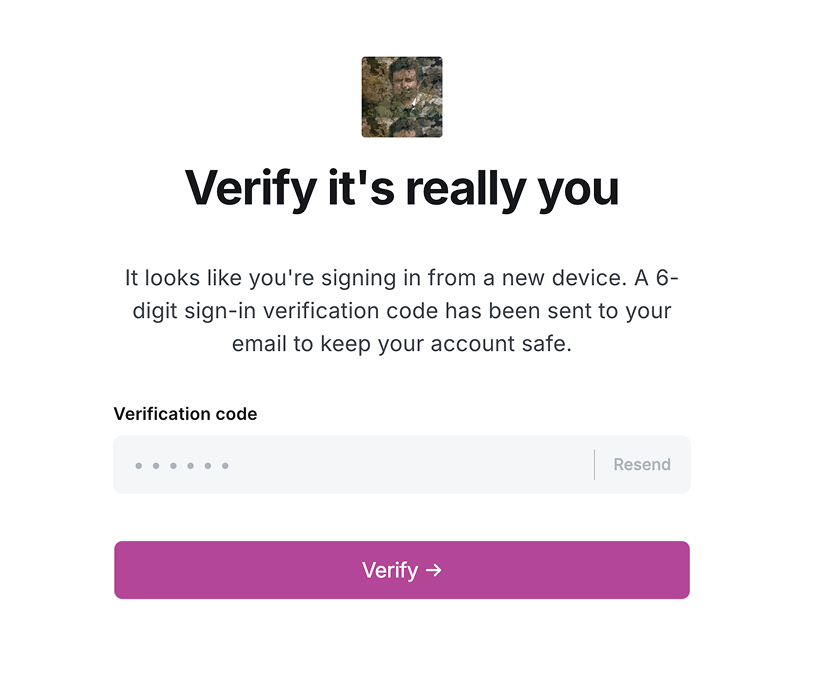 Verify it's really you
It looks like you're signing in from a new device. A 6-
digit sign-in verification code has been sent to your
email to keep your account safe.
Verification code
••••••
Resend
Verify →